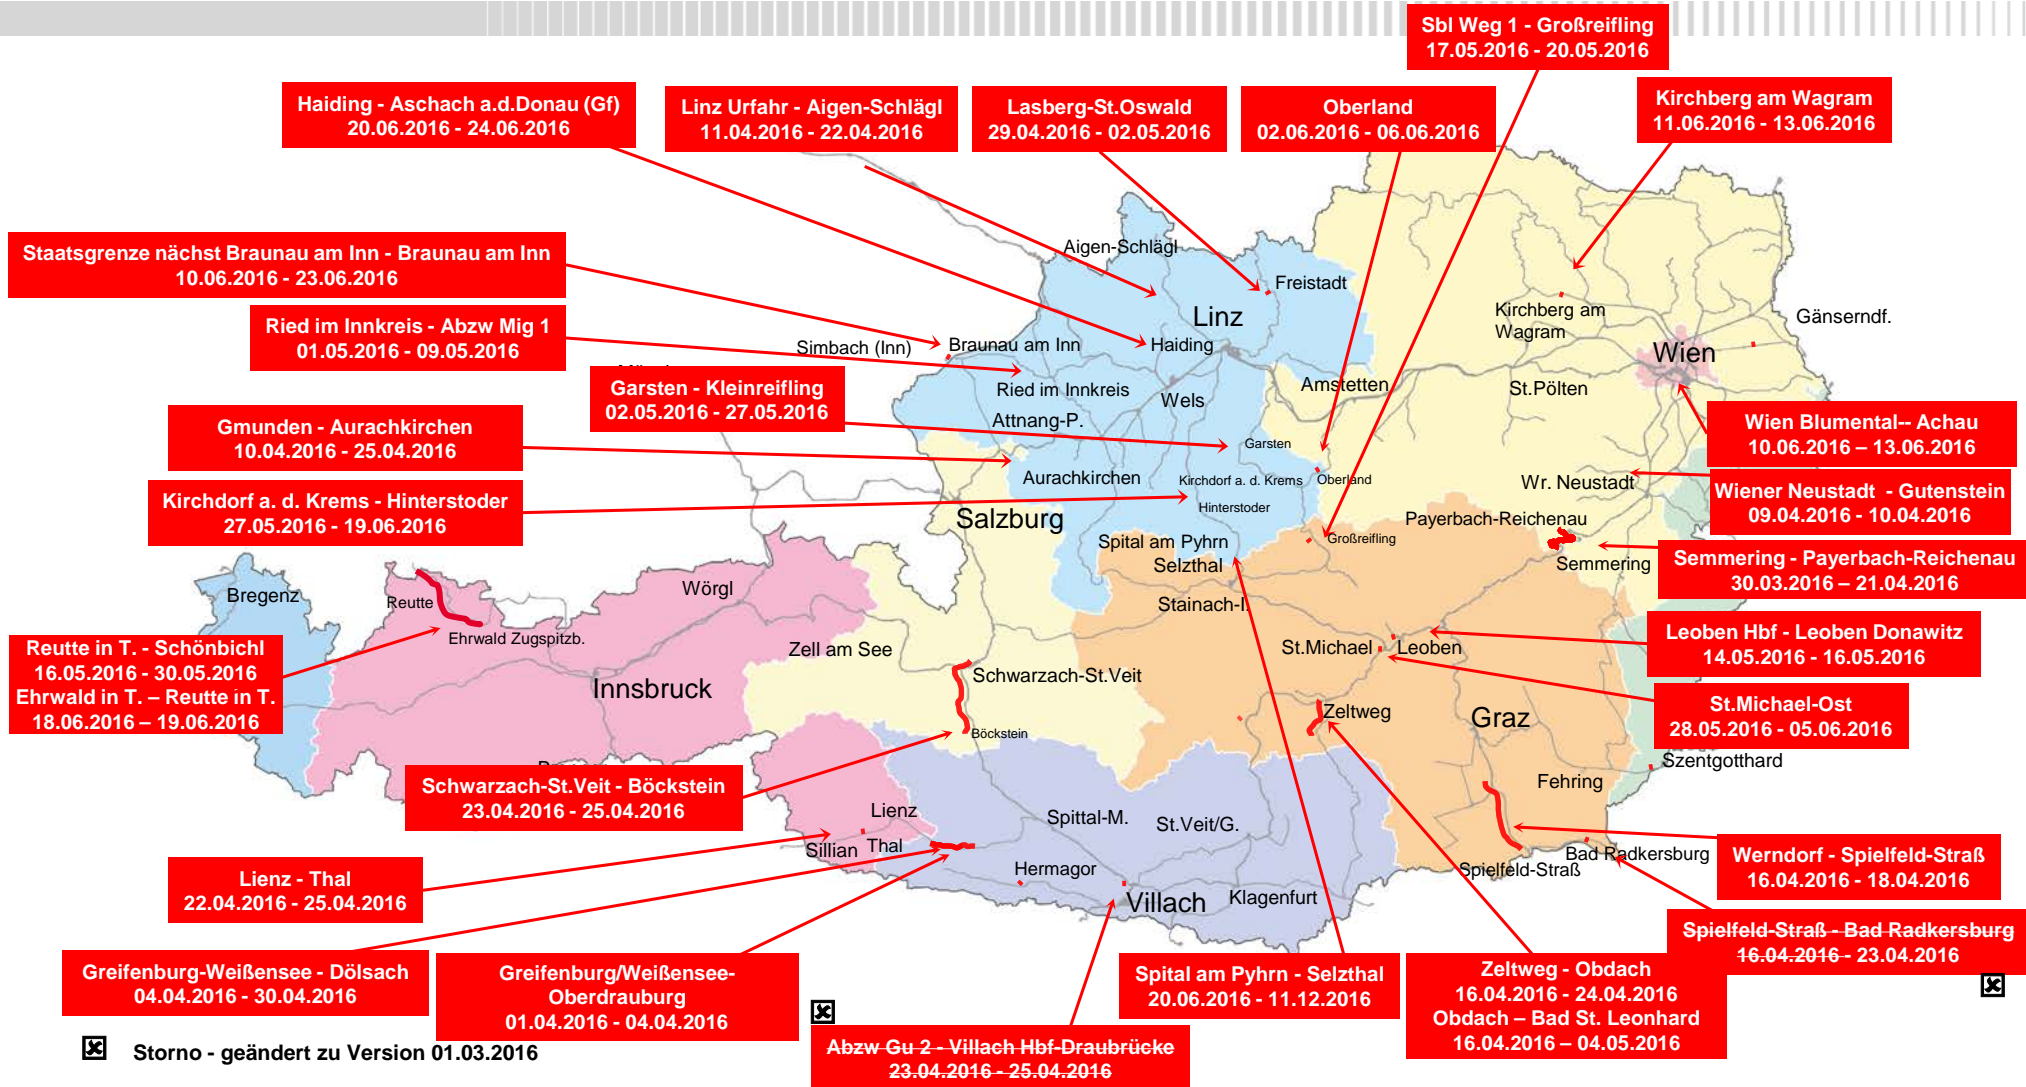 Sbl Weg 1 - Großreifling
17.05.2016 - 20.05.2016
Haiding - Aschach a.d.Donau (Gf)
20.06.2016 - 24.06.2016
Linz Urfahr - Aigen-Schlägl
11.04.2016 - 22.04.2016
Lasberg-St.Oswald
29.04.2016 - 02.05.2016
Oberland
02.06.2016 - 06.06.2016
Kirchberg am Wagram
11.06.2016 - 13.06.2016
Staatsgrenze nächst Braunau am Inn - Braunau am Inn
10.06.2016 - 23.06.2016
Ried im Innkreis - Abzw Mig 1
01.05.2016 - 09.05.2016
Garsten - Kleinreifling
02.05.2016 - 27.05.2016
Gmunden - Aurachkirchen
10.04.2016 - 25.04.2016
Kirchdorf a. d. Krems - Hinterstoder
27.05.2016 - 19.06.2016
Aigen-Schlägl
Freistadt
Linz
Kirchberg am
Wagram
Gänserndf.
Simbach (Inn)
Braunau am Inn
Haiding
Wien
Ried im Innkreis
Wels
Amstetten
St.Pölten
Attnang-P.
Garsten
Aurachkirchen
Kirchdorf a. d. Krems
Oberland
Wr. Neustadt
Hinterstoder
Salzburg
Payerbach-Reichenau
Spital am Pyhrn
Großreifling
Selzthal
Semmering
Wien Blumental-- Achau
10.06.2016 – 13.06.2016
Wiener Neustadt - Gutenstein
09.04.2016 - 10.04.2016
Semmering - Payerbach-Reichenau
30.03.2016 – 21.04.2016
Bregenz
Reutte
Wörgl
Stainach-I.
Ehrwald Zugspitzb.
Zell am See
St.Michael
Leoben
Innsbruck
Schwarzach-St.Veit
Zeltweg
Graz
Böckstein
Szentgotthard
Fehring
Reutte in T. - Schönbichl
16.05.2016 - 30.05.2016
Ehrwald in T. – Reutte in T.
18.06.2016 – 19.06.2016
Leoben Hbf - Leoben Donawitz
14.05.2016 - 16.05.2016
St.Michael-Ost
28.05.2016 - 05.06.2016
Schwarzach-St.Veit - Böckstein
23.04.2016 - 25.04.2016
Lienz
Spittal-M.
St.Veit/G.
Sillian
Thal
Hermagor
Villach
Klagenfurt
Spielfeld-Straß
Bad Radkersburg
Lienz - Thal
22.04.2016 - 25.04.2016
Werndorf - Spielfeld-Straß
16.04.2016 - 18.04.2016
Spielfeld-Straß - Bad Radkersburg
16.04.2016 - 23.04.2016
Greifenburg-Weißensee - Dölsach
04.04.2016 - 30.04.2016
Greifenburg/Weißensee-
Oberdrauburg
01.04.2016 - 04.04.2016
Spital am Pyhrn - Selzthal
20.06.2016 - 11.12.2016
Zeltweg - Obdach
16.04.2016 - 24.04.2016
Obdach – Bad St. Leonhard
16.04.2016 – 04.05.2016
Abzw Gu 2 - Villach Hbf-Draubrücke
23.04.2016 - 25.04.2016
Storno - geändert zu Version 01.03.2016